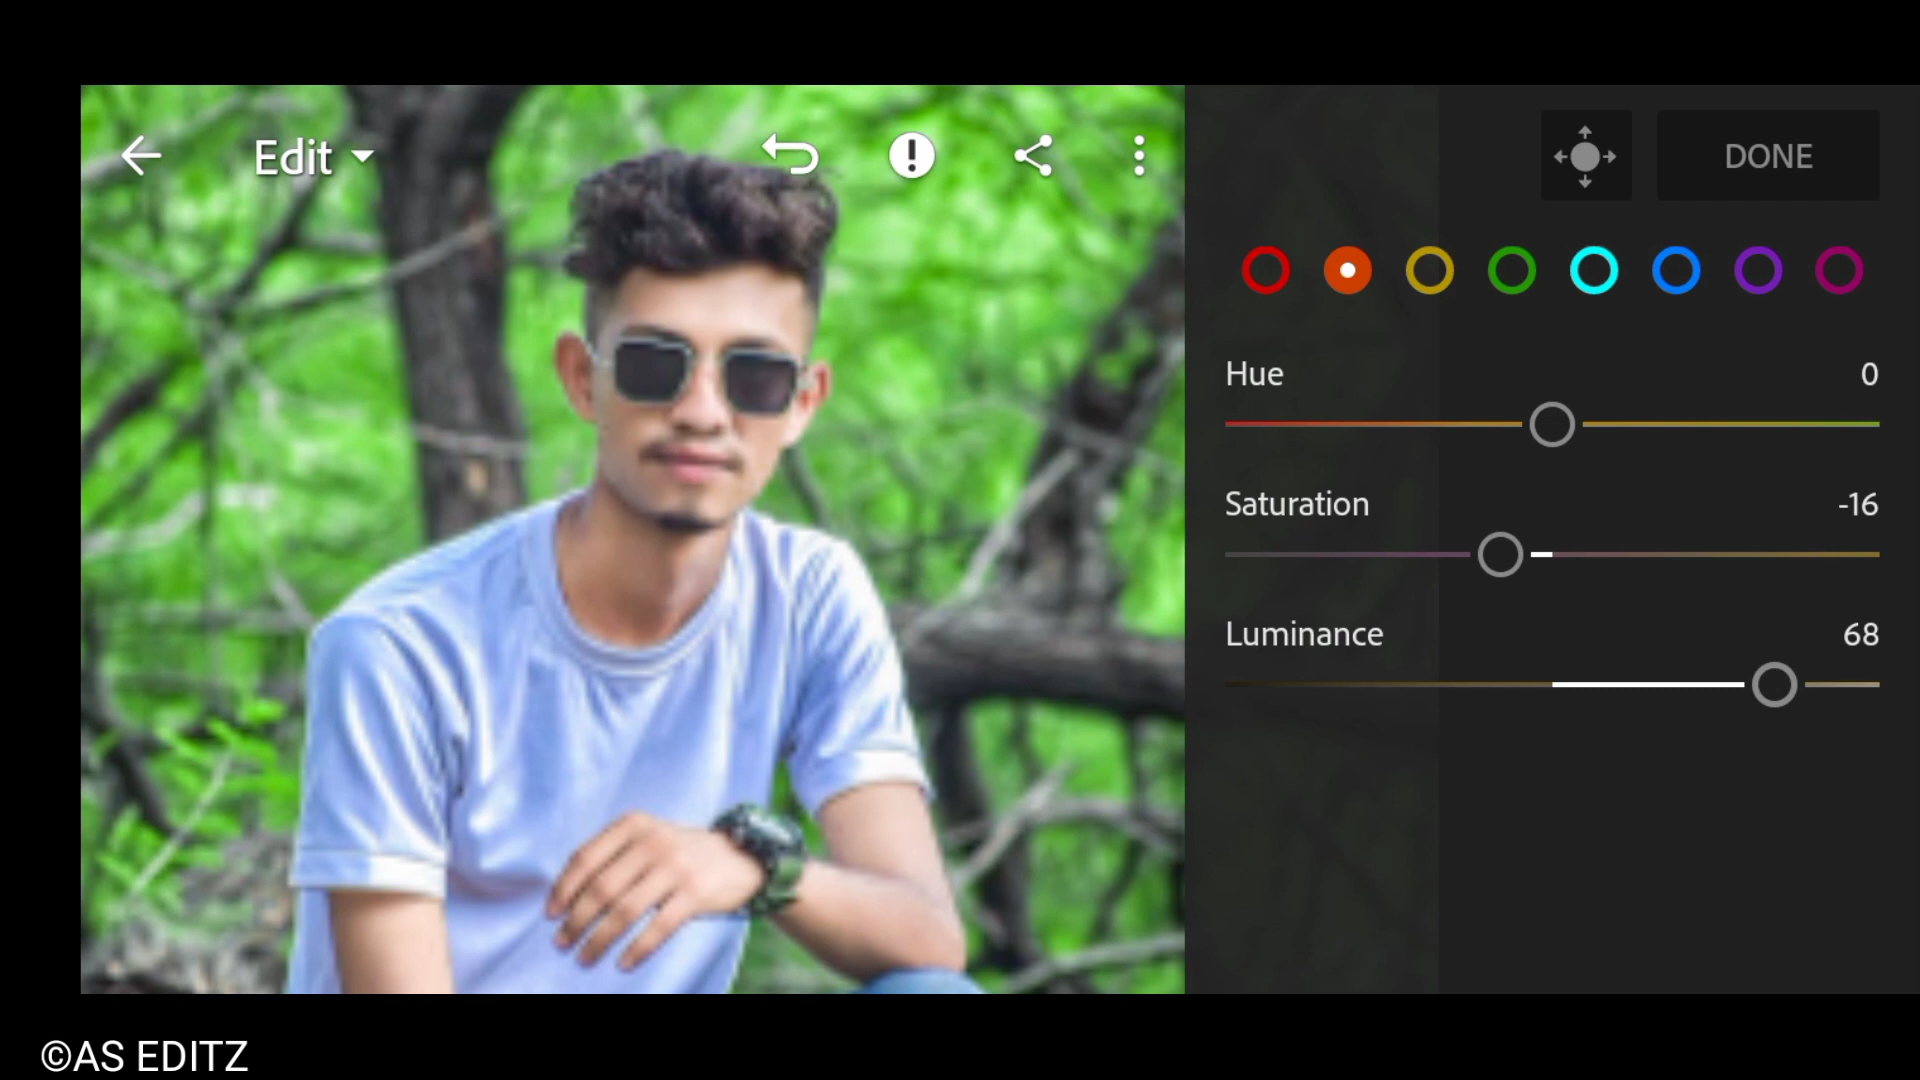 Edit
DONE
Hue 0
Saturation -16
Luminance 68
©AS EDITZ